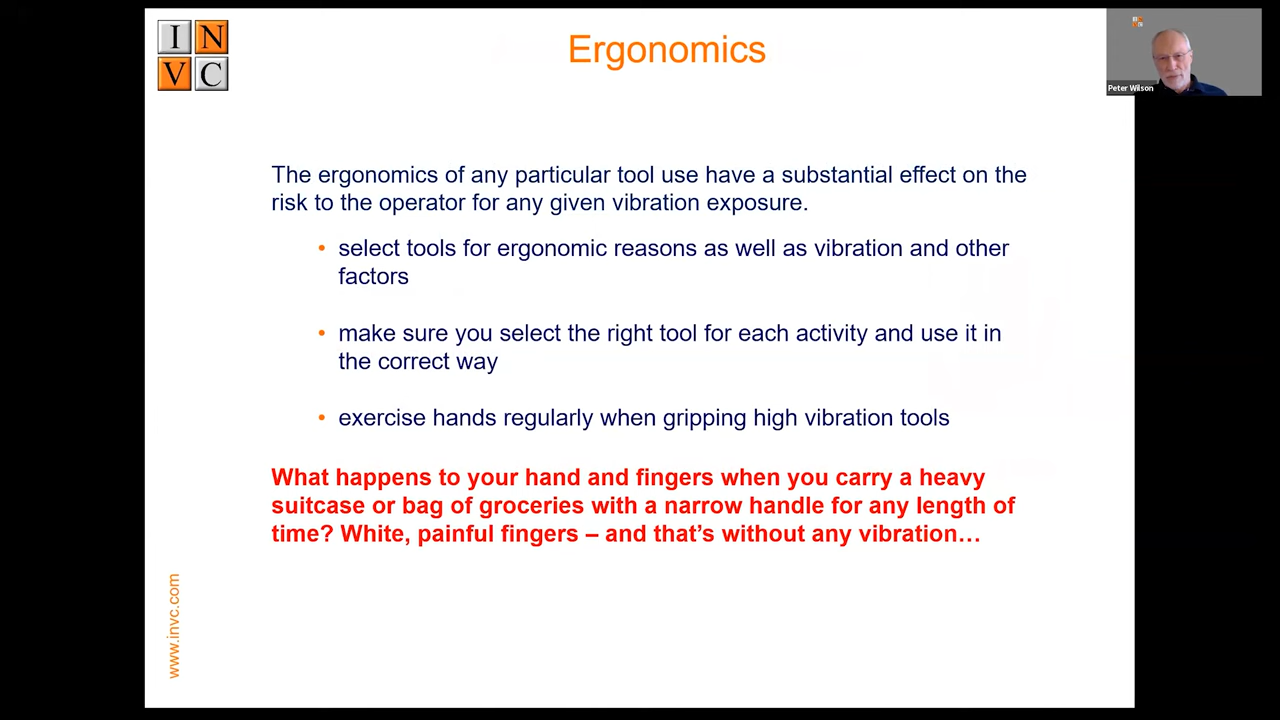 I N
V C
Ergonomics
Peter Wilson
The ergonomics of any particular tool use have a substantial effect on the
risk to the operator for any given vibration exposure.
• select tools for ergonomic reasons as well as vibration and other
factors
• make sure you select the right tool for each activity and use it in
the correct way
• exercise hands regularly when gripping high vibration tools
What happens to your hand and fingers when you carry a heavy
suitcase or bag of groceries with a narrow handle for any length of
time? White, painful fingers – and that’s without any vibration…
www.invc.com